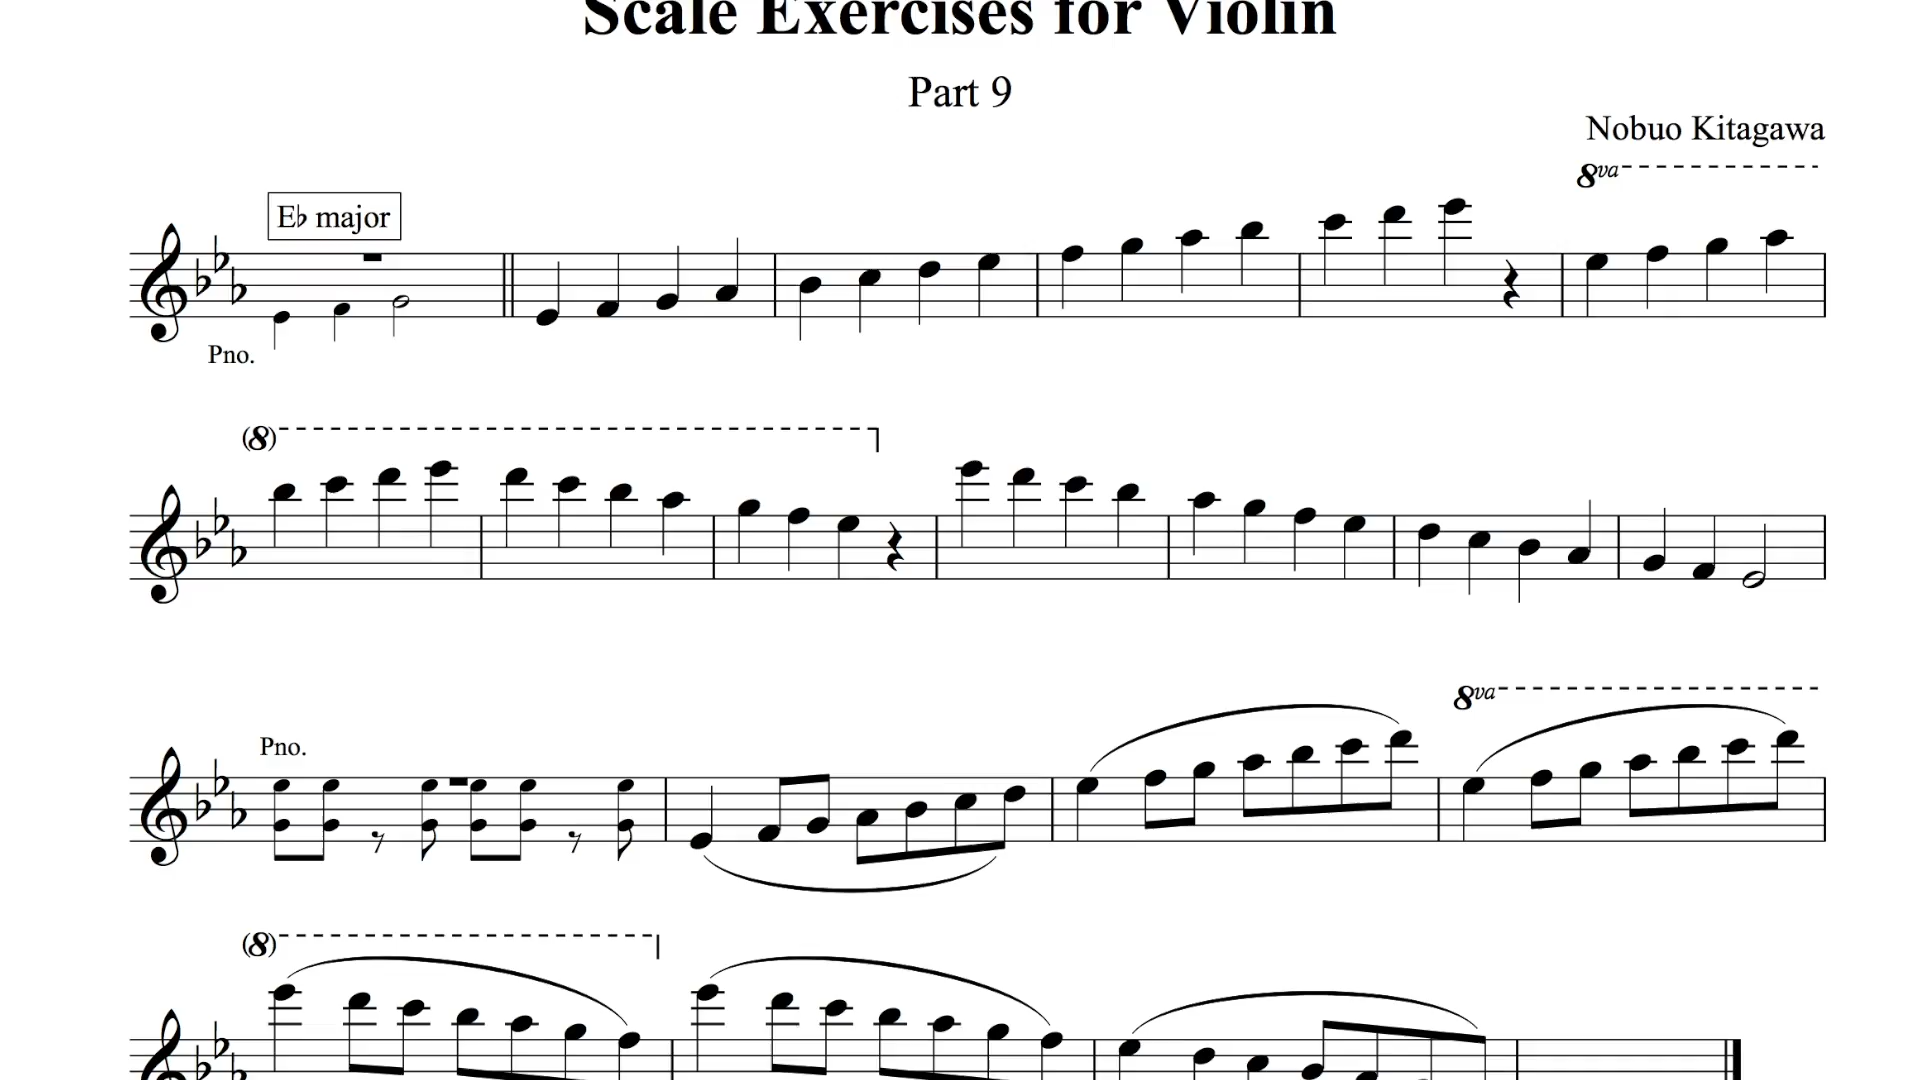 Scale Exercises for Violin
Part 9
Nobuo Kitagawa
8va
E♭ major
Pno.
(8)
8va
Pno.
(8)